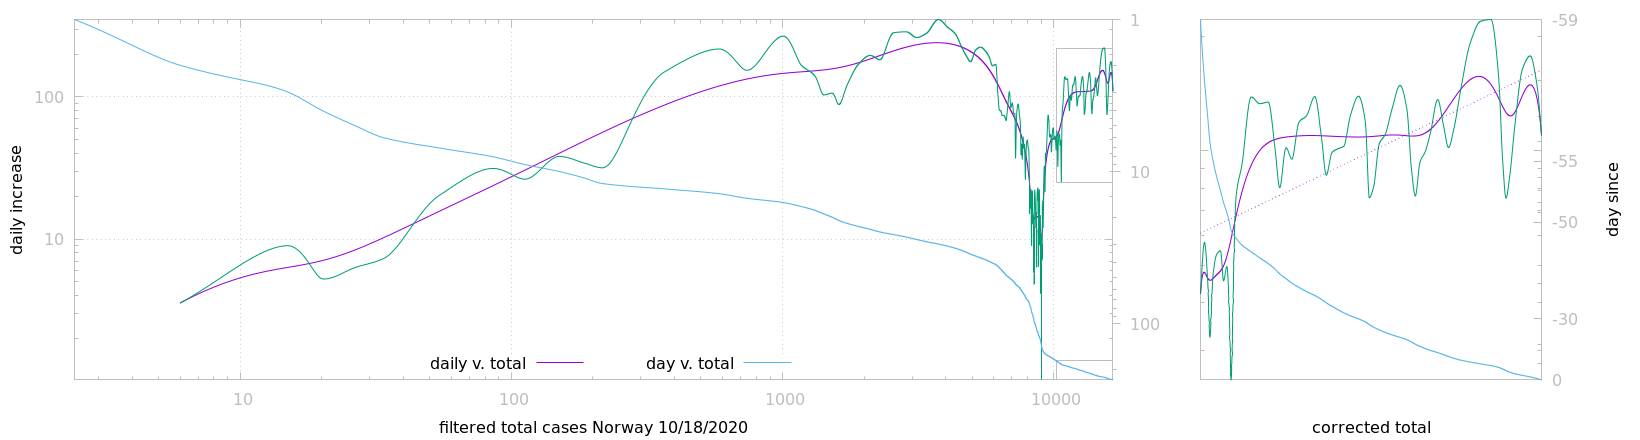 daily increase
100
10
daily v. total
day v. total
10
100
1000
10000
filtered total cases Norway 10/18/2020
1
10
100
-59
-55
-50
-30
0
day since
corrected total